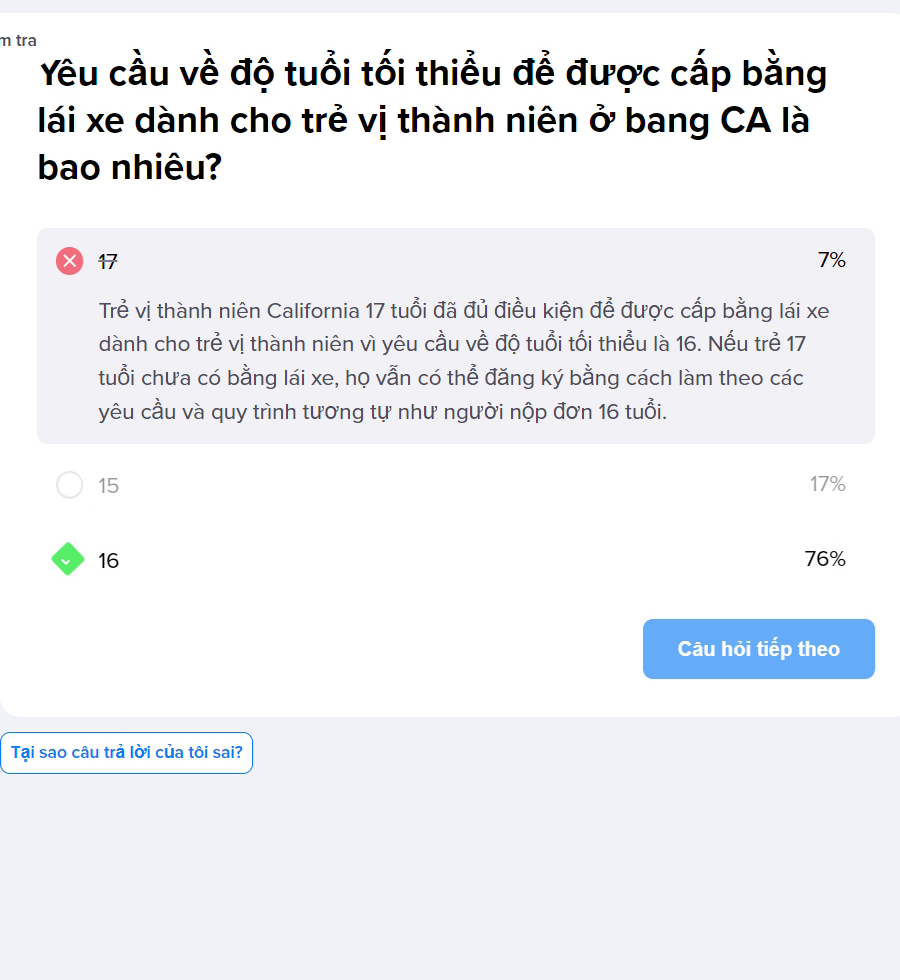 m tra
Yêu cầu về độ tuổi tối thiểu để được cấp bằng
lái xe dành cho trẻ vị thành niên ở bang CA là
bao nhiêu?
17
7%
Trẻ vị thành niên California 17 tuổi đã đủ điều kiện để được cấp bằng lái xe
dành cho trẻ vị thành niên vì yêu cầu về độ tuổi tối thiểu là 16. Nếu trẻ 17
tuổi chưa có bằng lái xe, họ vẫn có thể đăng ký bằng cách làm theo các
yêu cầu và quy trình tương tự như người nộp đơn 16 tuổi.
15
17%
16
76%
Câu hỏi tiếp theo
Tại sao câu trả lời của tôi sai?